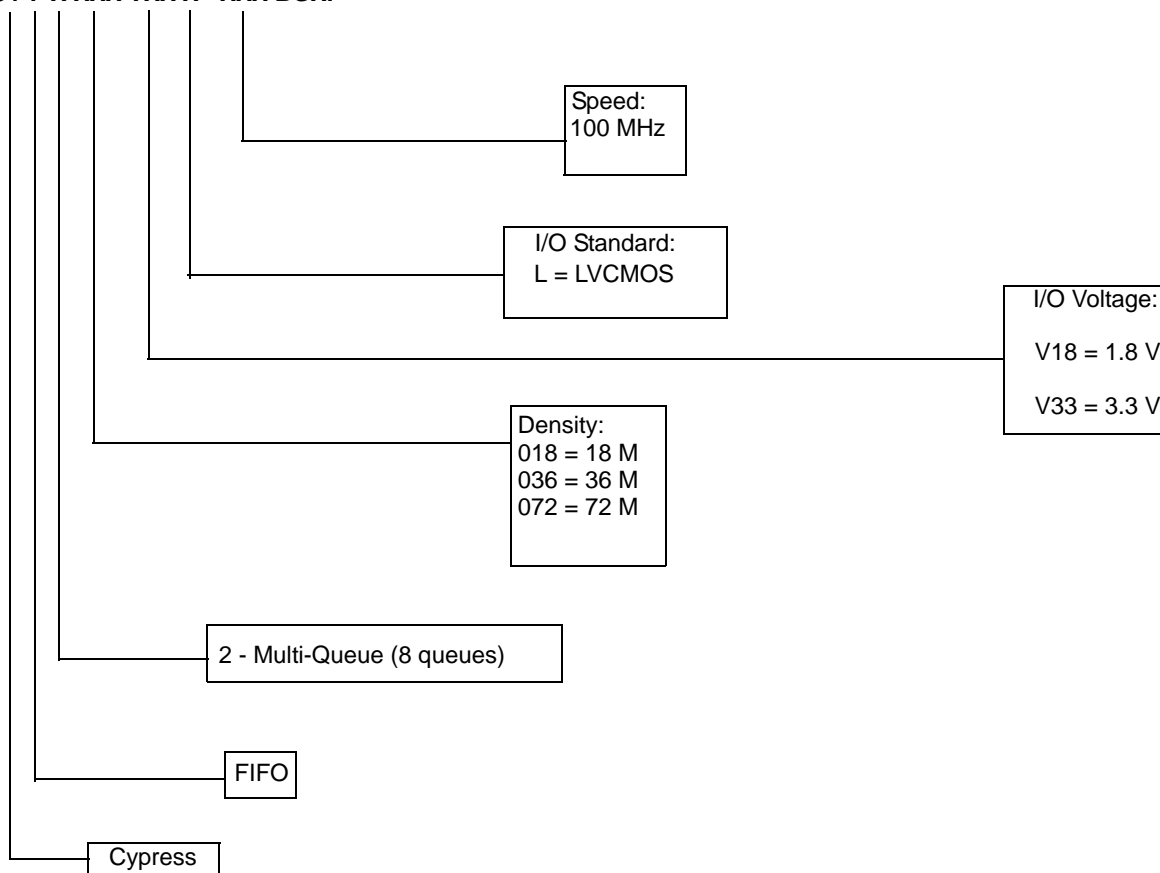 Speed:
100 MHz
I/O Standard:
L = LVCMOS
I/O Voltage:
V18 = 1.8 V
V33 = 3.3 V
Density:
018 = 18 M
036 = 36 M
072 = 72 M
2 - Multi-Queue (8 queues)
FIFO
Cypress